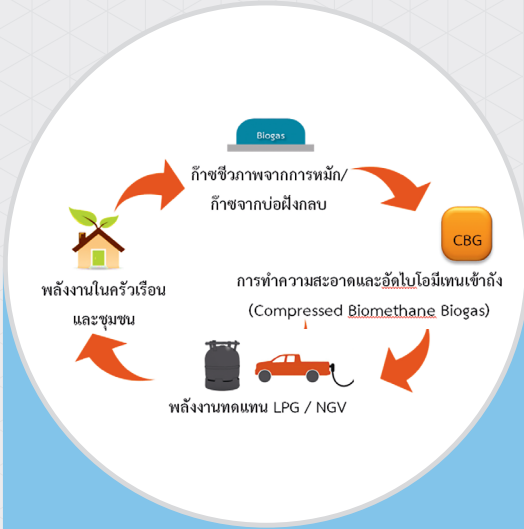 Biogas
ก๊าซชีวภาพจากการหมัก/
ก๊าซจากบ่อฝังกลบ
CBG
การทำความสะอาดและอัดไบโอมีเทนเข้าถัง
(Compressed Biomethane Biogas)
พลังงานทดแทน LPG / NGV
พลังงานในครัวเรือน
และชุมชน